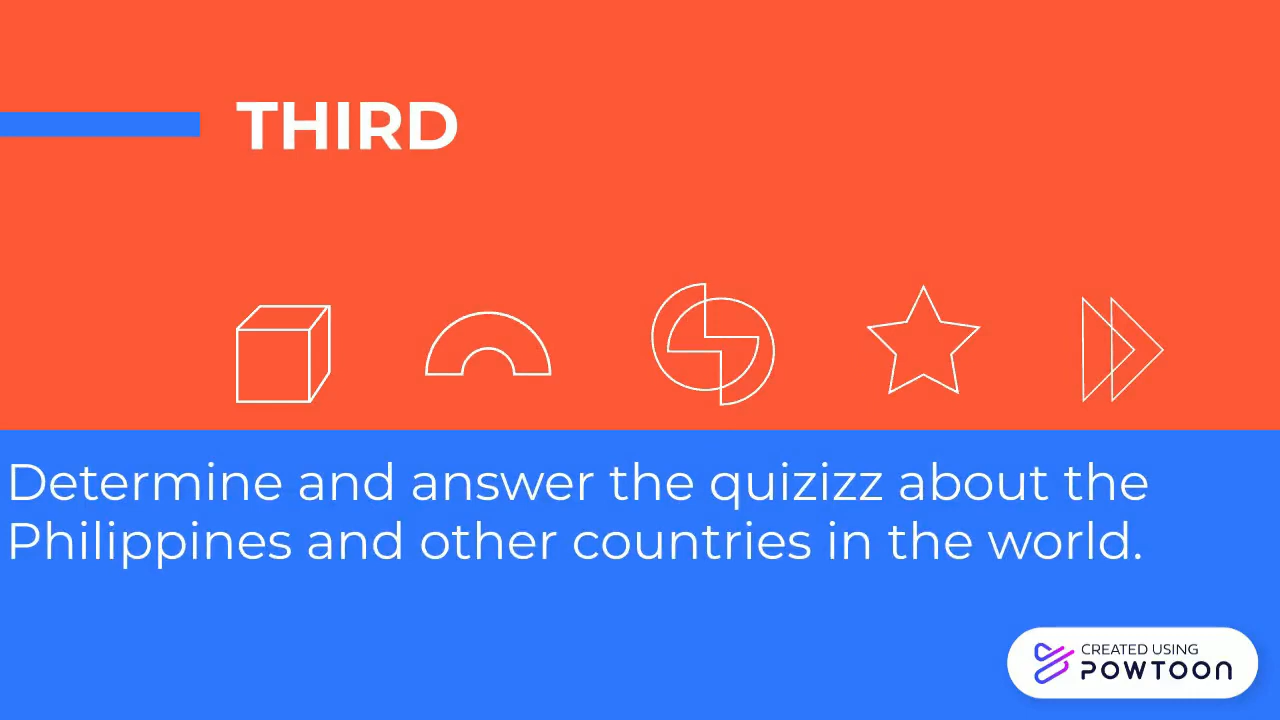 THIRD
Determine and answer the quizizz about the
Philippines and other countries in the world.
CREATED USING
POWTOON